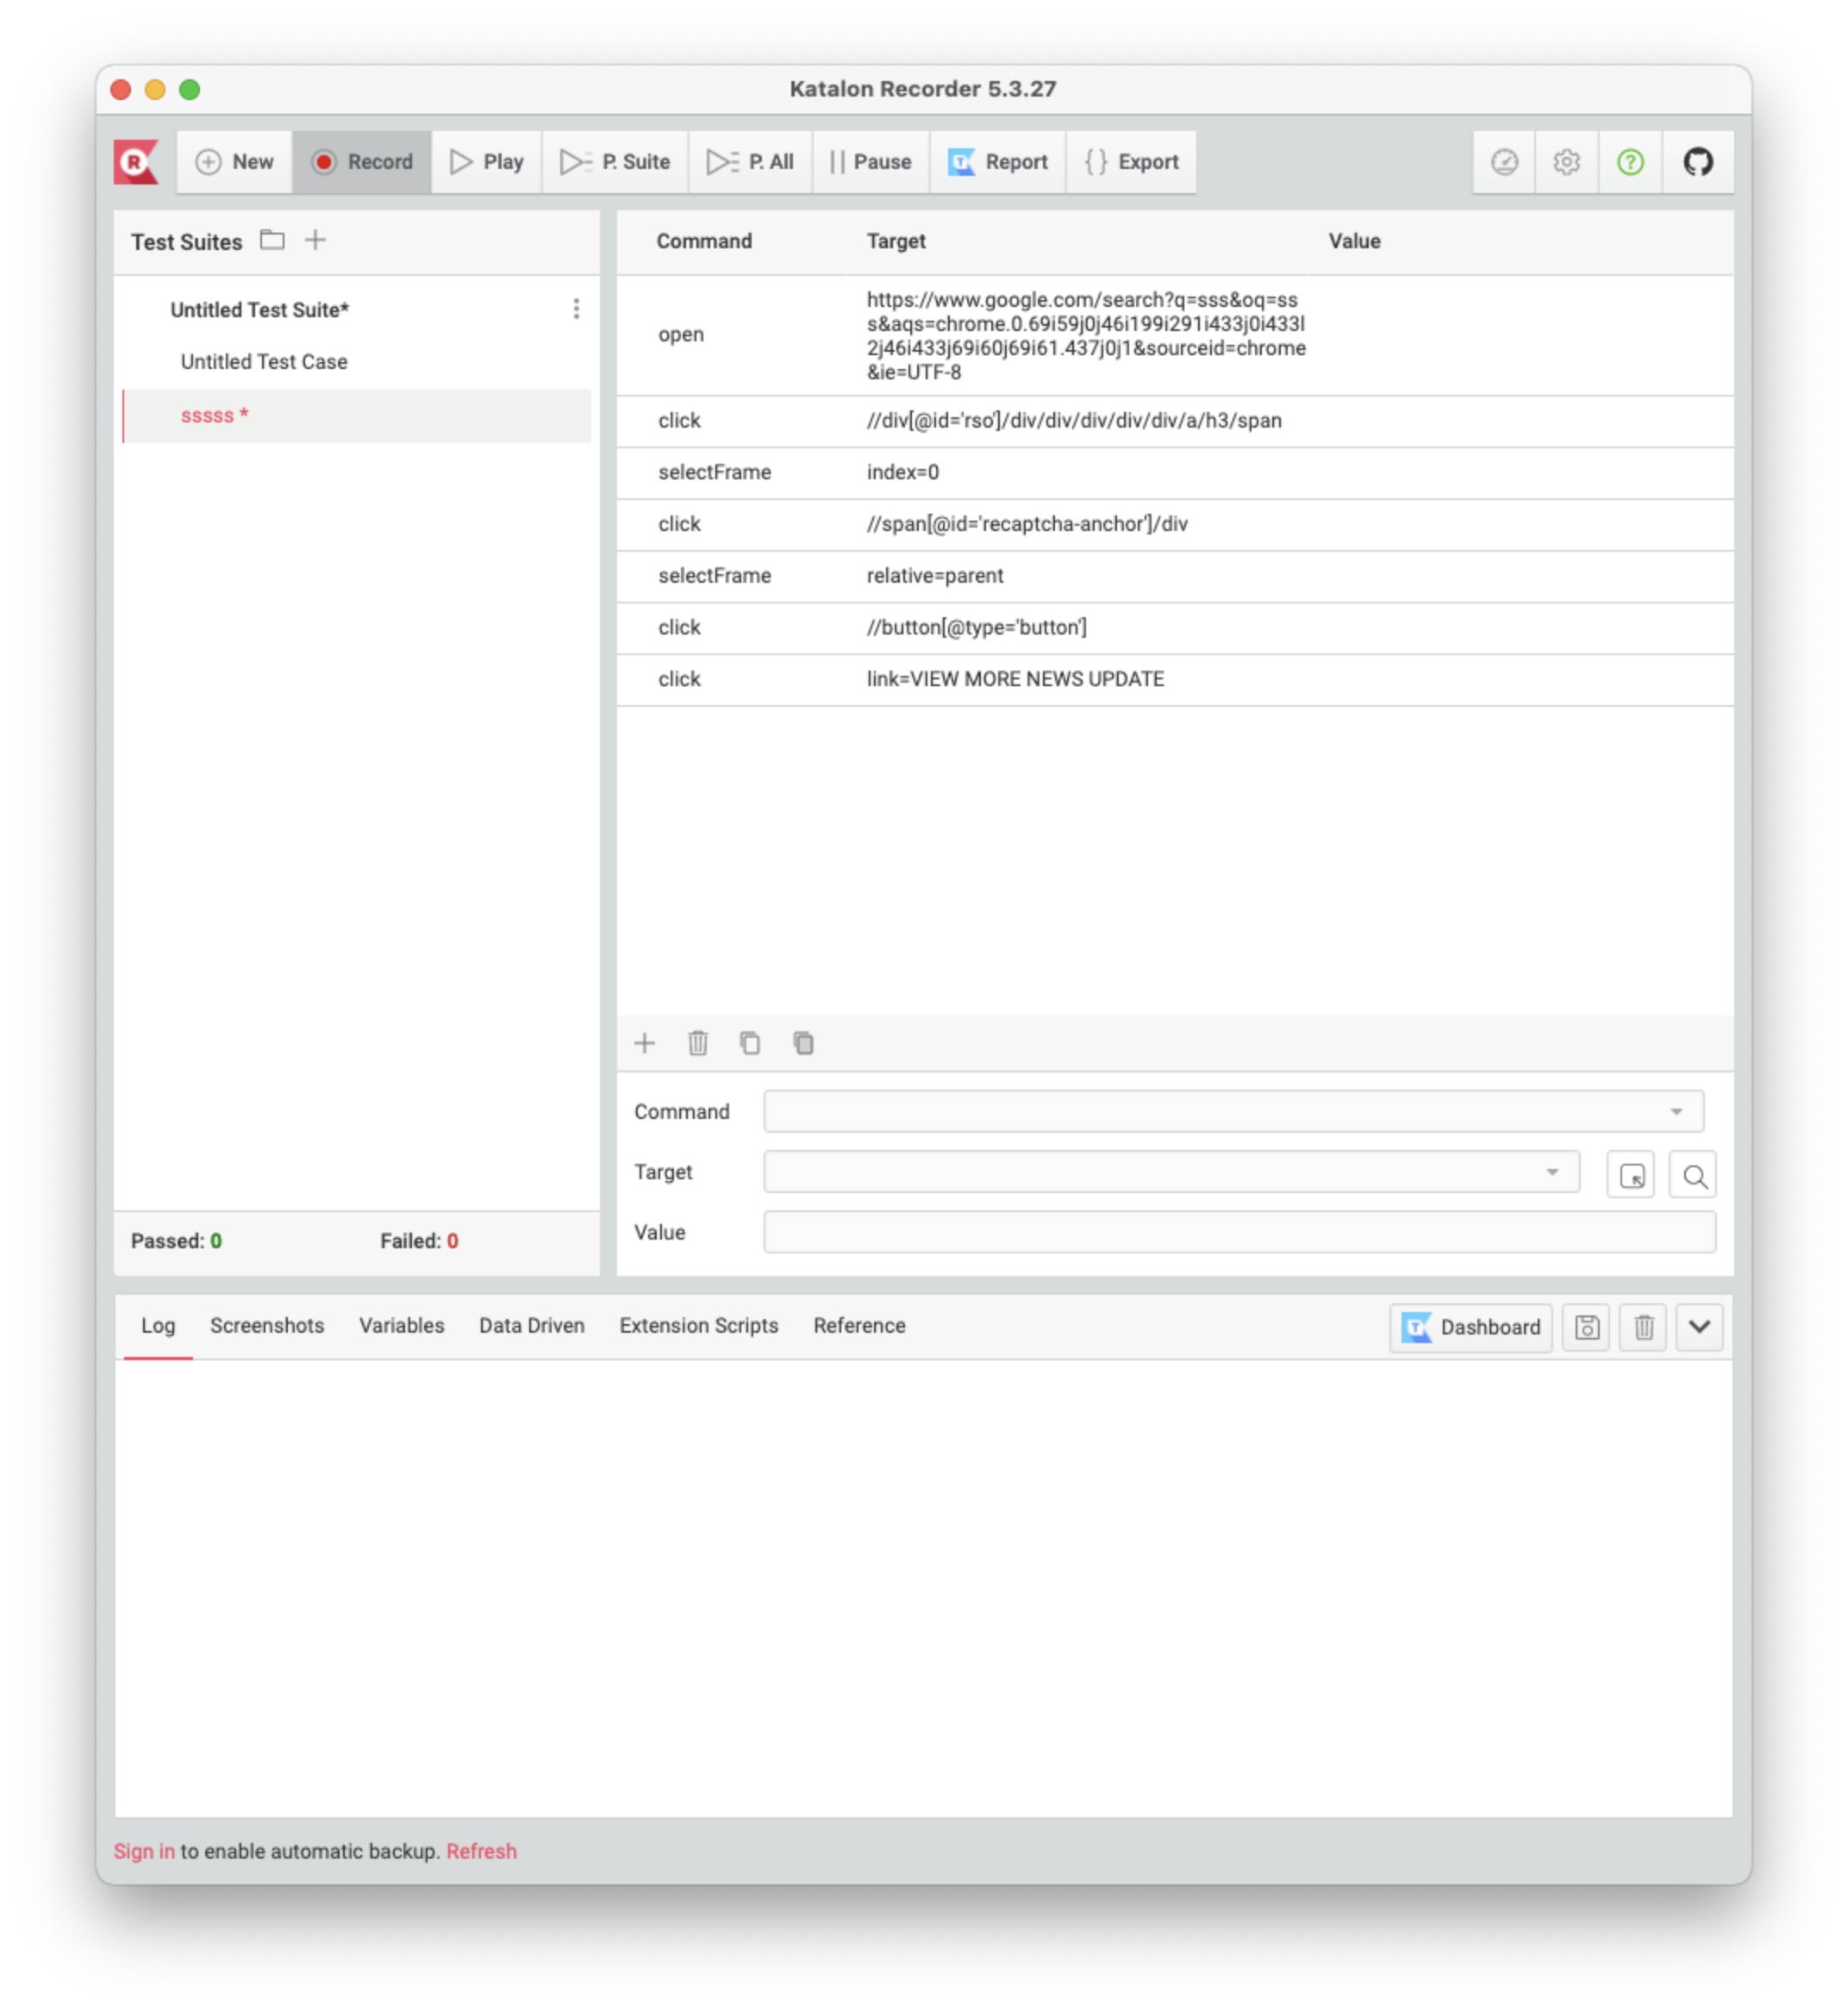 Katalon Recorder 5.3.27
R New Record Play P. Suite P. All Pause Report Export
Test Suites
Untitled Test Suite*
Untitled Test Case
sssss *
Passed: 0 Failed: 0
Command Target Value
open
https://www.google.com/search?q=sss&oq=ss
s&aqs=chrome.0.69i59j0j46i199i291i433j0i433l
2j46i433j69i60j69i61.437j0j1&sourceid=chrome
&ie=UTF-8
click //div[@id='rso']/div/div/div/div/div/a/h3/span
selectFrame index=0
click //span[@id='recaptcha-anchor']/div
selectFrame relative=parent
click //button[@type='button']
click link=VIEW MORE NEWS UPDATE
Command
Target
Value
Log Screenshots Variables Data Driven Extension Scripts Reference Dashboard
Sign in to enable automatic backup. Refresh